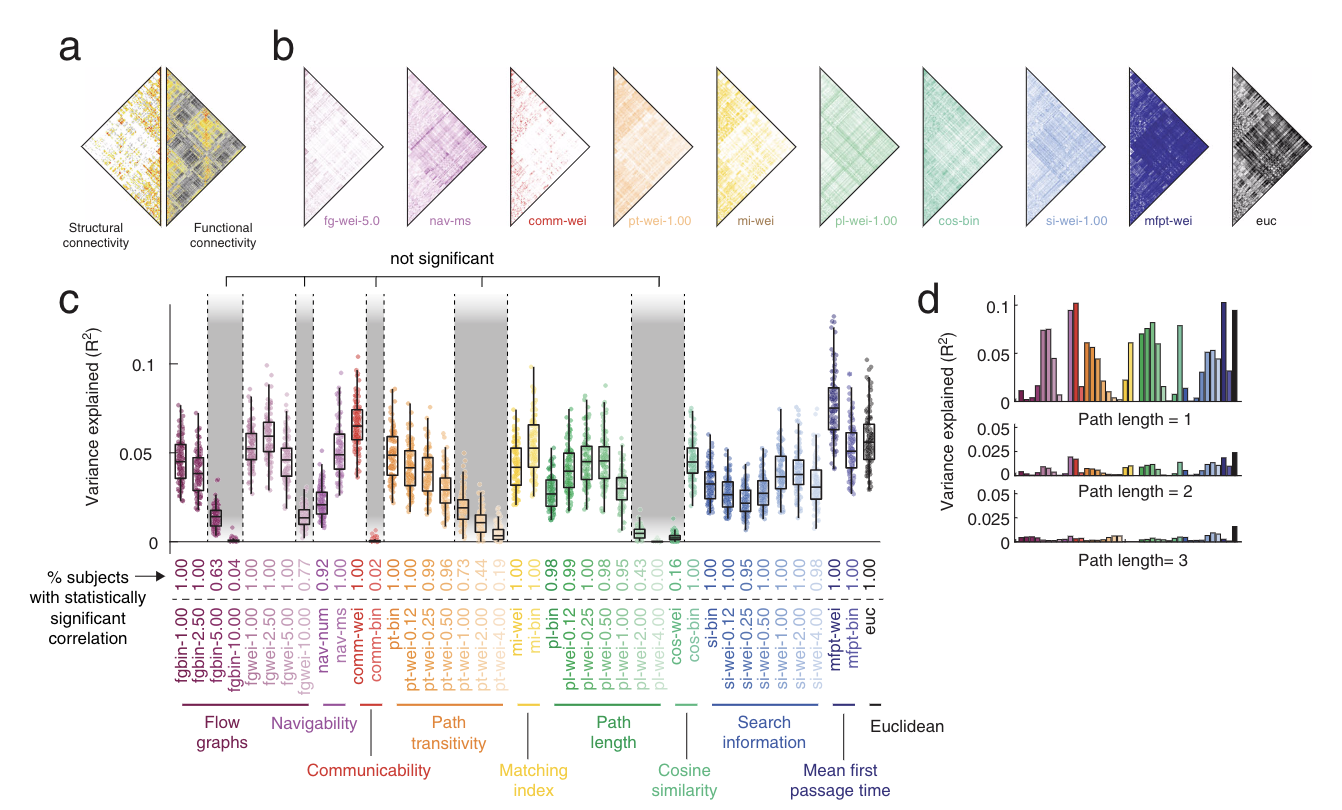 a
b
Structural
connectivity
Functional
connectivity
fg-wei-5.0
nav-ms
comm-wei
pt-wei-1.00
mi-wei
pl-wei-1.00
cos-bin
si-wei-1.00
mfpt-wei
euc
not significant
c
Variance explained (R²)
0.1
0.05
0
% subjects
with statistically
significant
correlation
1.00 1.00 0.63 0.04 1.00 1.00 1.00 0.77 0.92 1.00 1.00 0.02 1.00 1.00 0.99 0.96 0.73 0.44 0.19 1.00 1.00 0.98 0.99 1.00 0.98 0.95 0.43 0.00 0.16 1.00 1.00 1.00 0.95 1.00 1.00 1.00 0.98 1.00 1.00 1.00
fgbin-1.00
fgbin-2.50
fgbin-5.00
fgbin-10.00
fgwei-1.00
fgwei-2.50
fgwei-5.00
fgwei-10.00
nav-num
nav-ms
comm-wei
comm-bin
pt-bin
pt-wei-0.12
pt-wei-0.25
pt-wei-0.50
pt-wei-1.00
pt-wei-2.00
pt-wei-4.00
mi-wei
mi-bin
pl-bin
pl-wei-0.12
pl-wei-0.25
pl-wei-0.50
pl-wei-1.00
pl-wei-2.00
pl-wei-4.00
cos-wei
cos-bin
si-bin
si-wei-0.12
si-wei-0.25
si-wei-0.50
si-wei-1.00
si-wei-2.00
si-wei-4.00
mfpt-wei
mfpt-bin
euc
Flow
graphs
Navigability
Communicability
Path
transitivity
Matching
index
Path
length
Cosine
similarity
Search
information
Mean first
passage time
Euclidean
d
Variance explained (R²)
0.1
0.05
0
Path length = 1
0.05
0.025
0
Path length = 2
0.05
0.025
0
Path length= 3